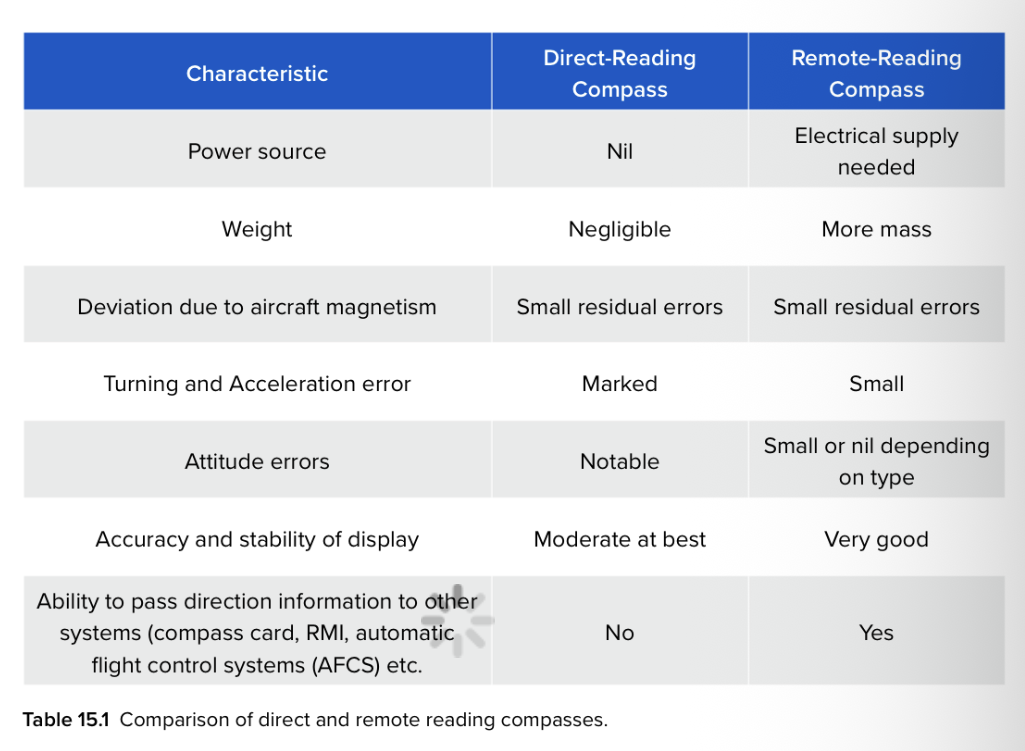 Characteristic
Direct-Reading
Compass
Remote-Reading
Compass
Power source
Nil
Electrical supply
needed
Weight
Negligible
More mass
Deviation due to aircraft magnetism
Small residual errors
Small residual errors
Turning and Acceleration error
Marked
Small
Attitude errors
Notable
Small or nil depending
on type
Accuracy and stability of display
Moderate at best
Very good
Ability to pass direction information to other
systems (compass card, RMI, automatic
flight control systems (AFCS) etc.
No
Yes
Table 15.1 Comparison of direct and remote reading compasses.